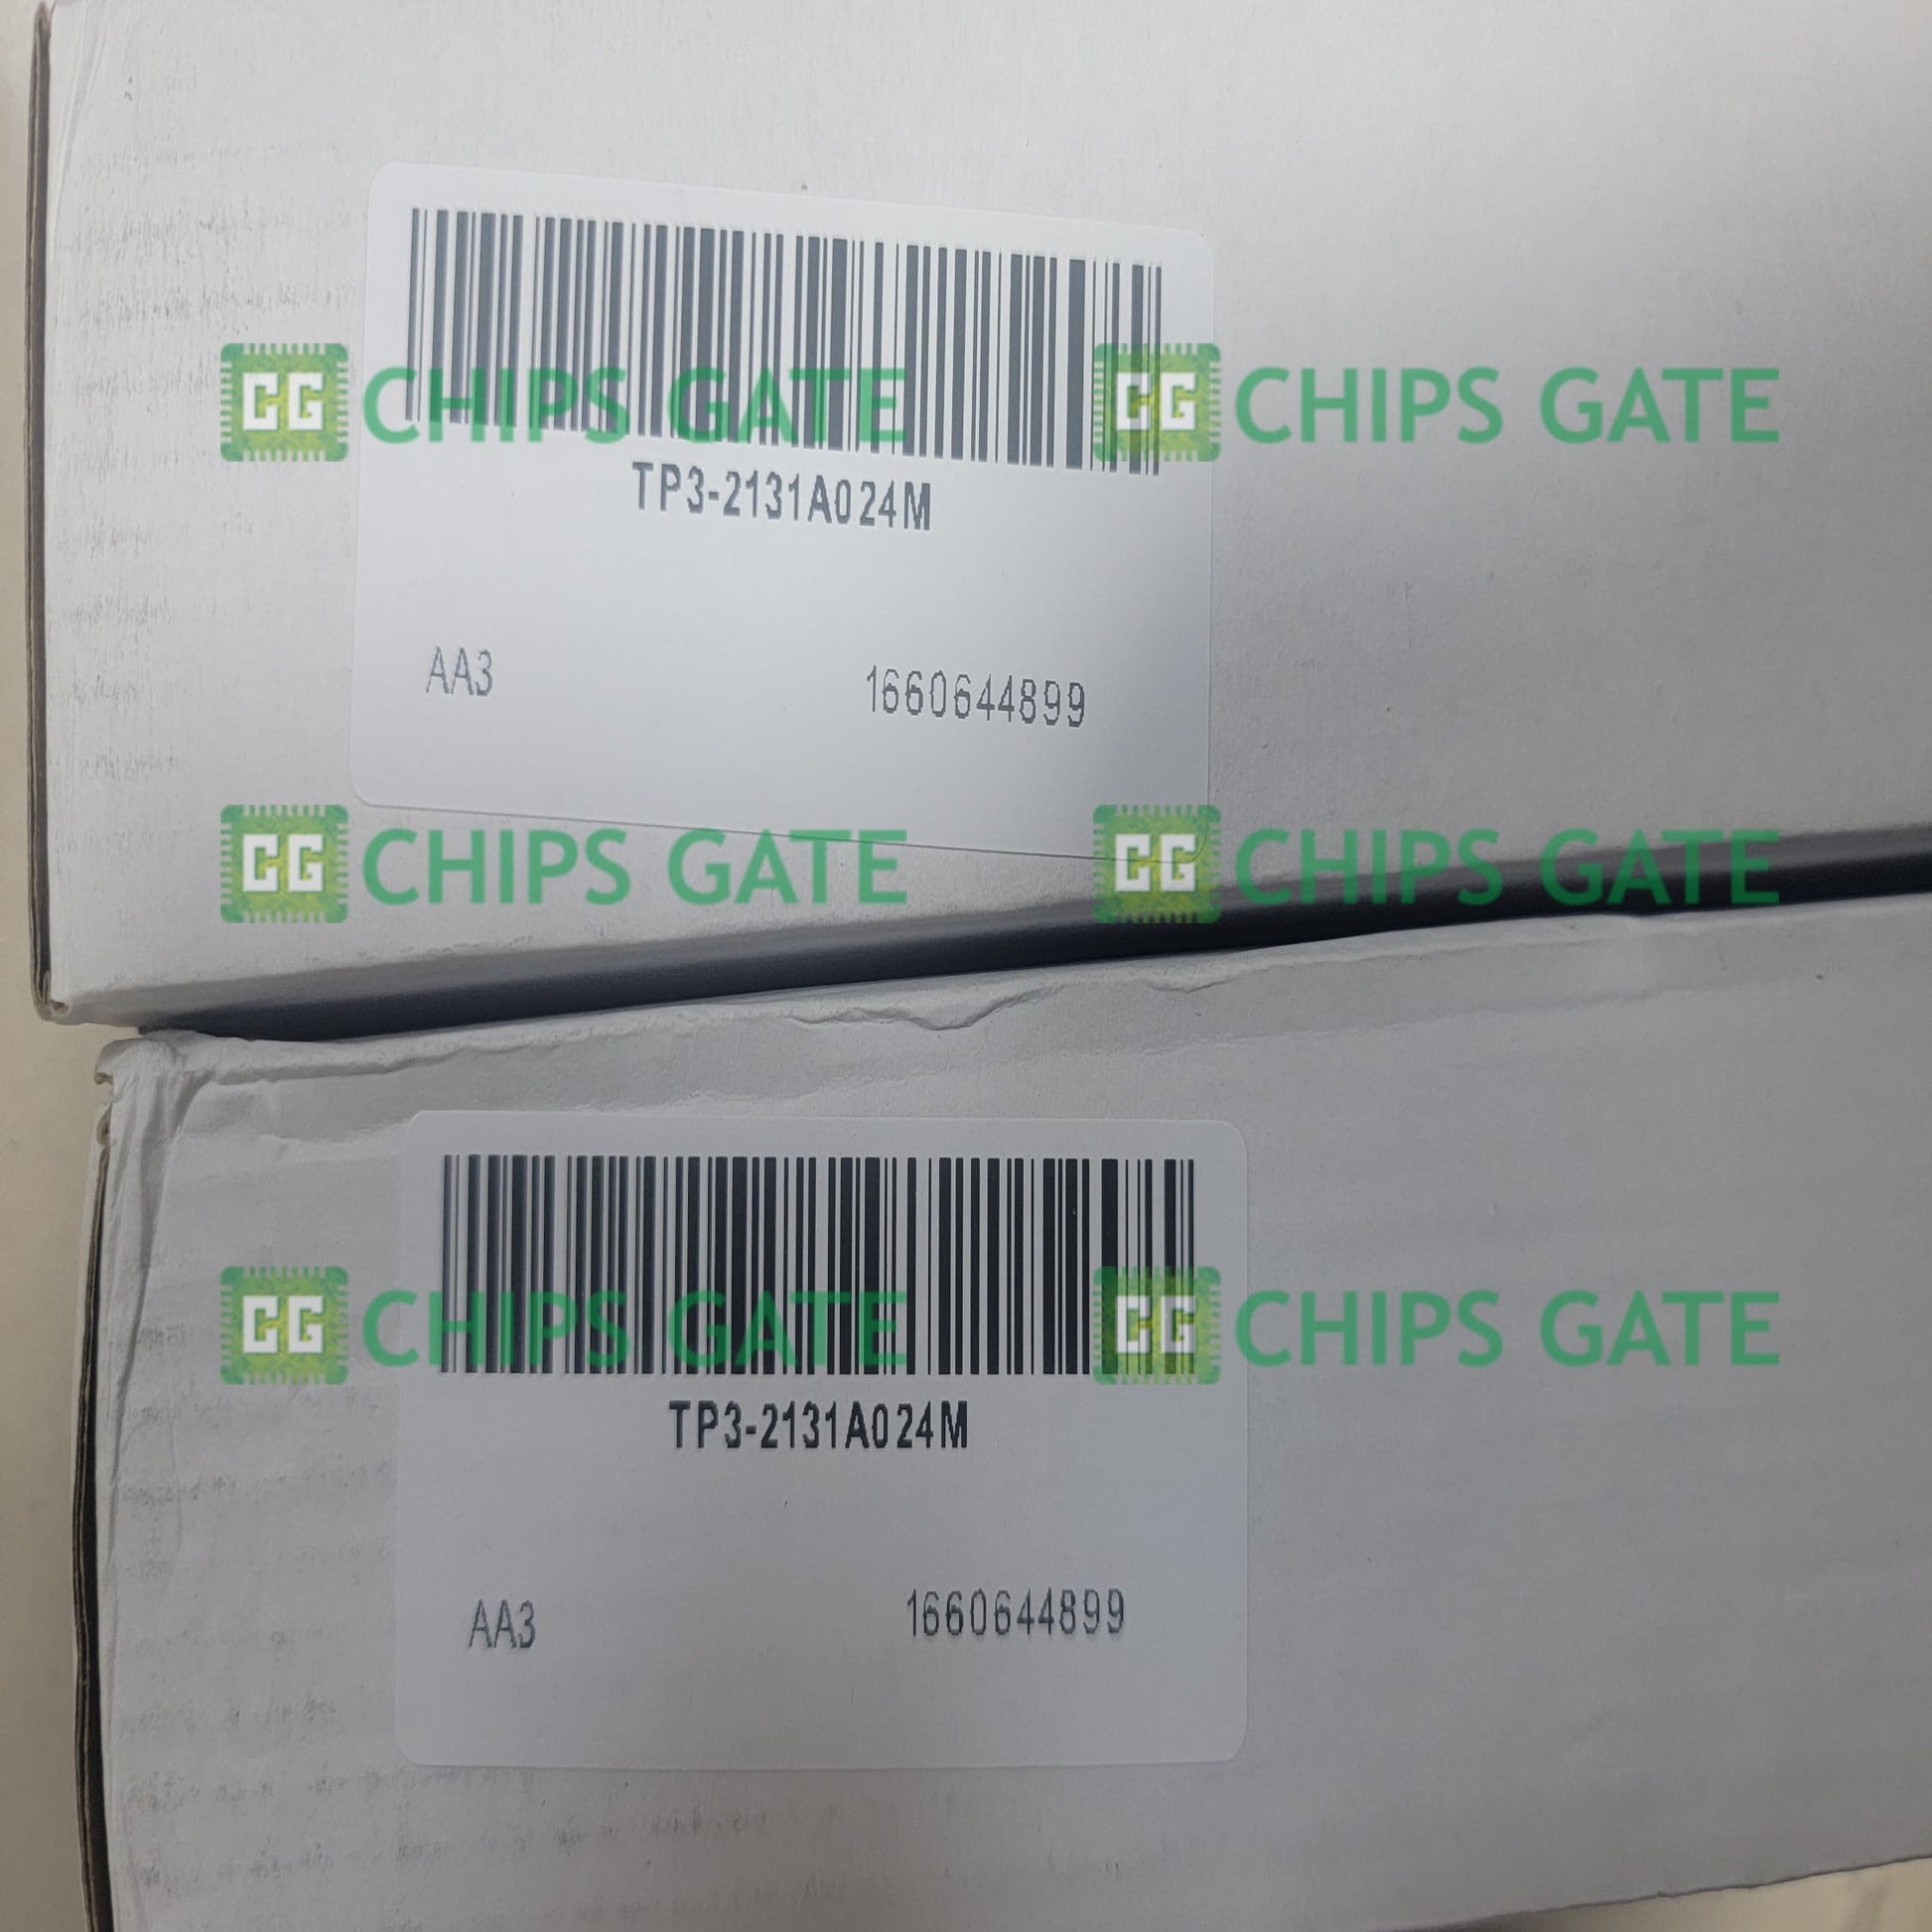 CG CHIPS GATE CG CHIPS GATE
TP3-2131A024M
AA3 1660644899
CG CHIPS GATE CG CHIPS GATE
CG CHIPS GATE CG CHIPS GATE
TP3-2131A024M
AA3 1660644899